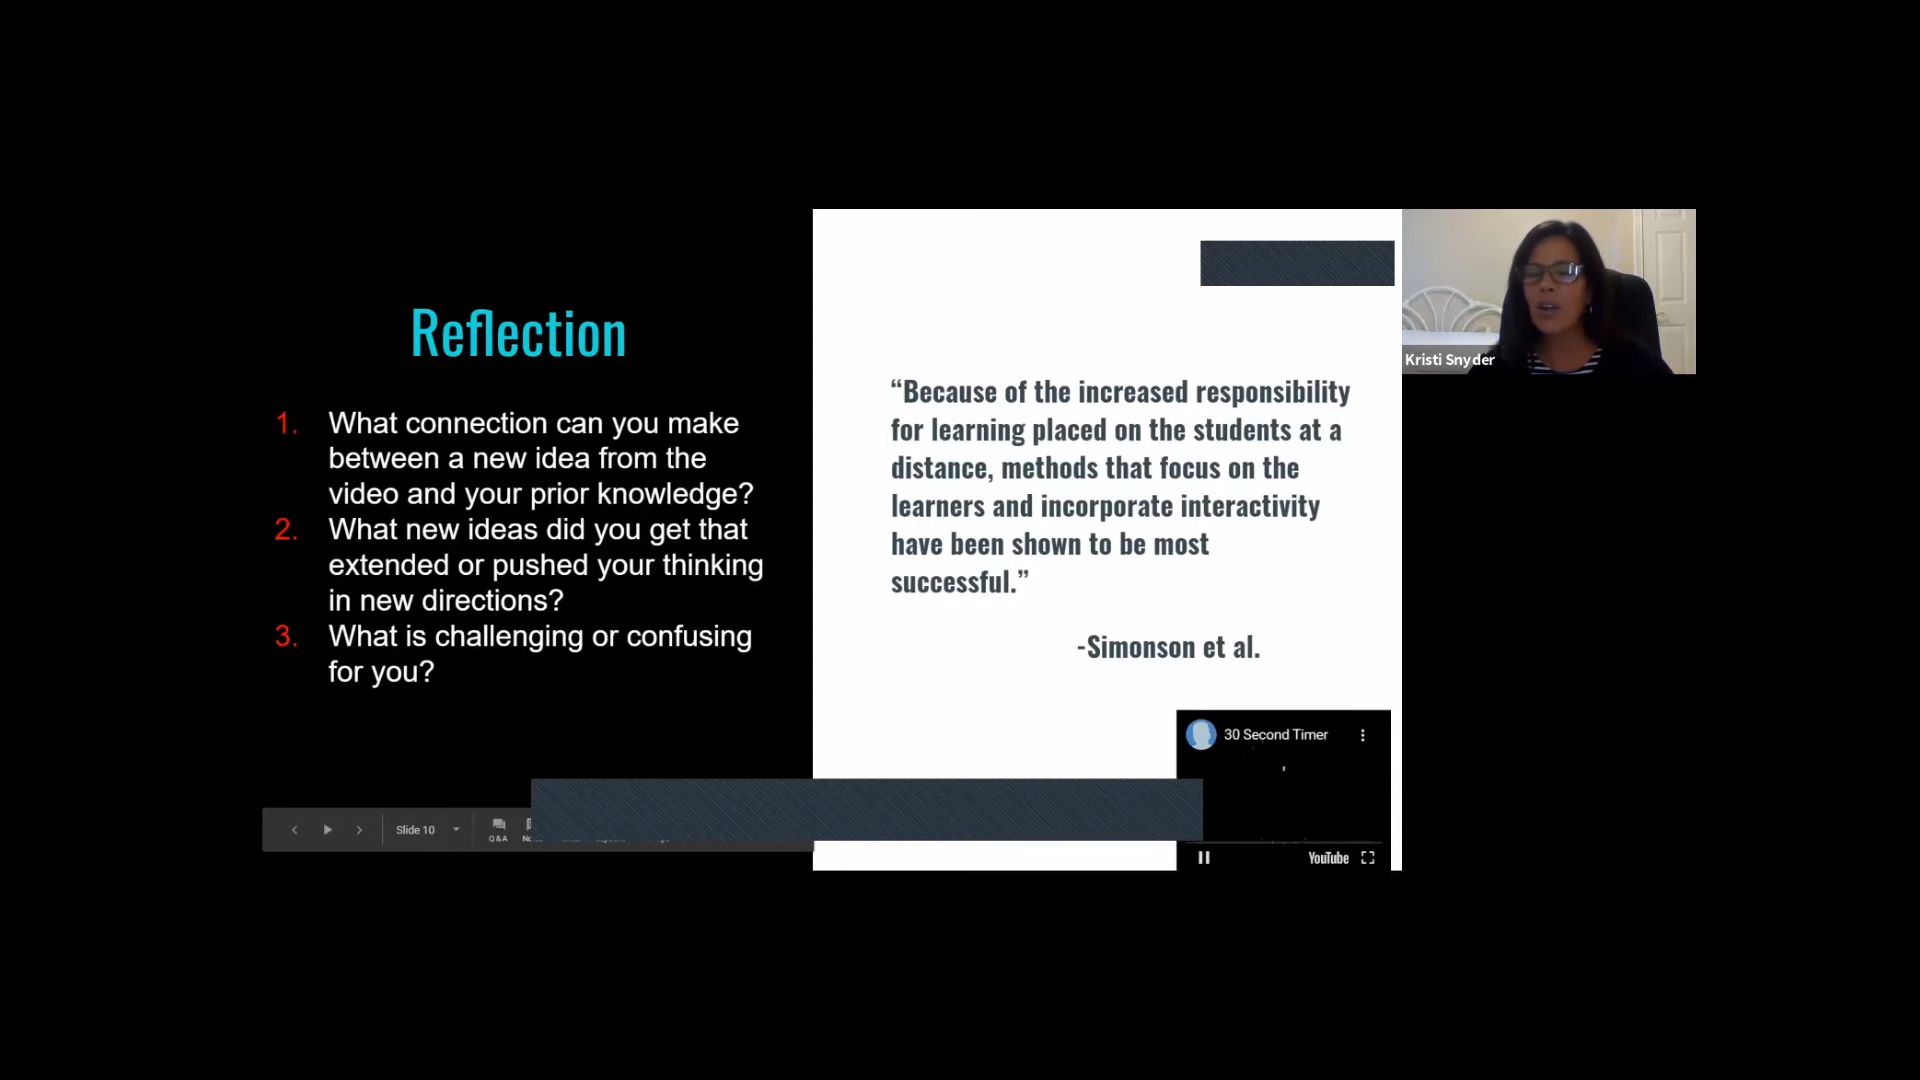 Reflection
1. What connection can you make
between a new idea from the
video and your prior knowledge?
2. What new ideas did you get that
extended or pushed your thinking
in new directions?
3. What is challenging or confusing
for you?
“Because of the increased responsibility
for learning placed on the students at a
distance, methods that focus on the
learners and incorporate interactivity
have been shown to be most
successful.”
-Simonson et al.
Kristi Snyder
30 Second Timer
YouTube
Slide 10
Q&A